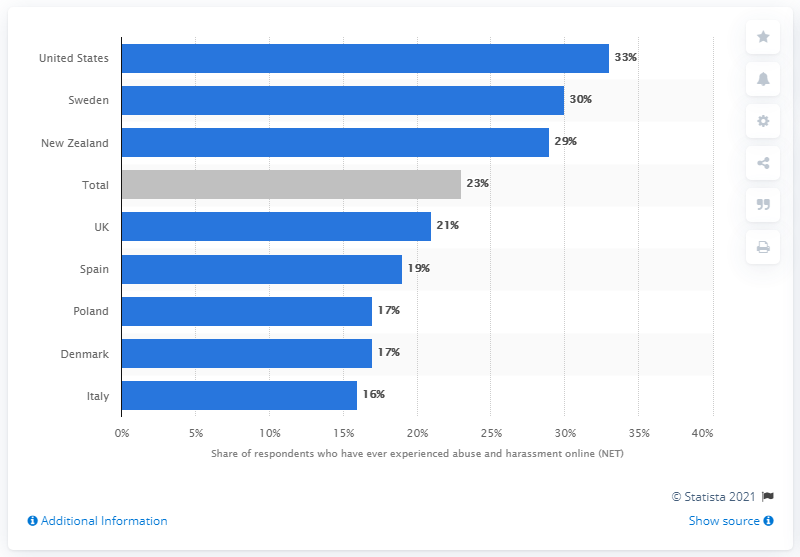 United States 33%
Sweden 30%
New Zealand 29%
Total 23%
UK 21%
Spain 19%
Poland 17%
Denmark 17%
Italy 16%
0% 5% 10% 15% 20% 25% 30% 35% 40%
Share of respondents who have ever experienced abuse and harassment online (NET)
© Statista 2021
Additional Information Show source